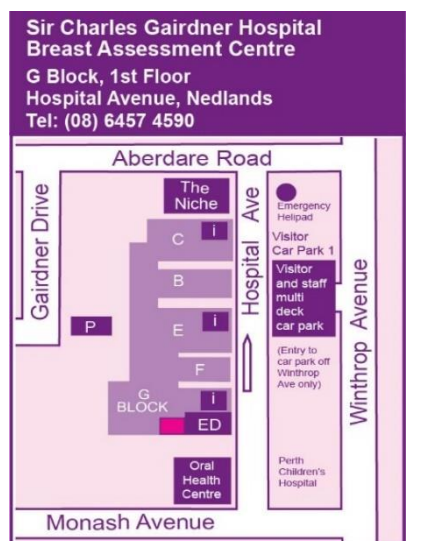 Sir Charles Gairdner Hospital
Breast Assessment Centre
G Block, 1st Floor
Hospital Avenue, Nedlands
Tel: (08) 6457 4590
Aberdare Road
Gairdner Drive
The
Niche
C
i
B
E
i
P
F
G
BLOCK
i
ED
Oral
Health
Centre
Hospital Ave
Emergency
Helipad
Visitor
Car Park 1
Visitor
and staff
multi
deck
car park
(Entry to
car park off
Winthrop
Ave only)
Perth
Children's
Hospital
Winthrop Avenue
Monash Avenue